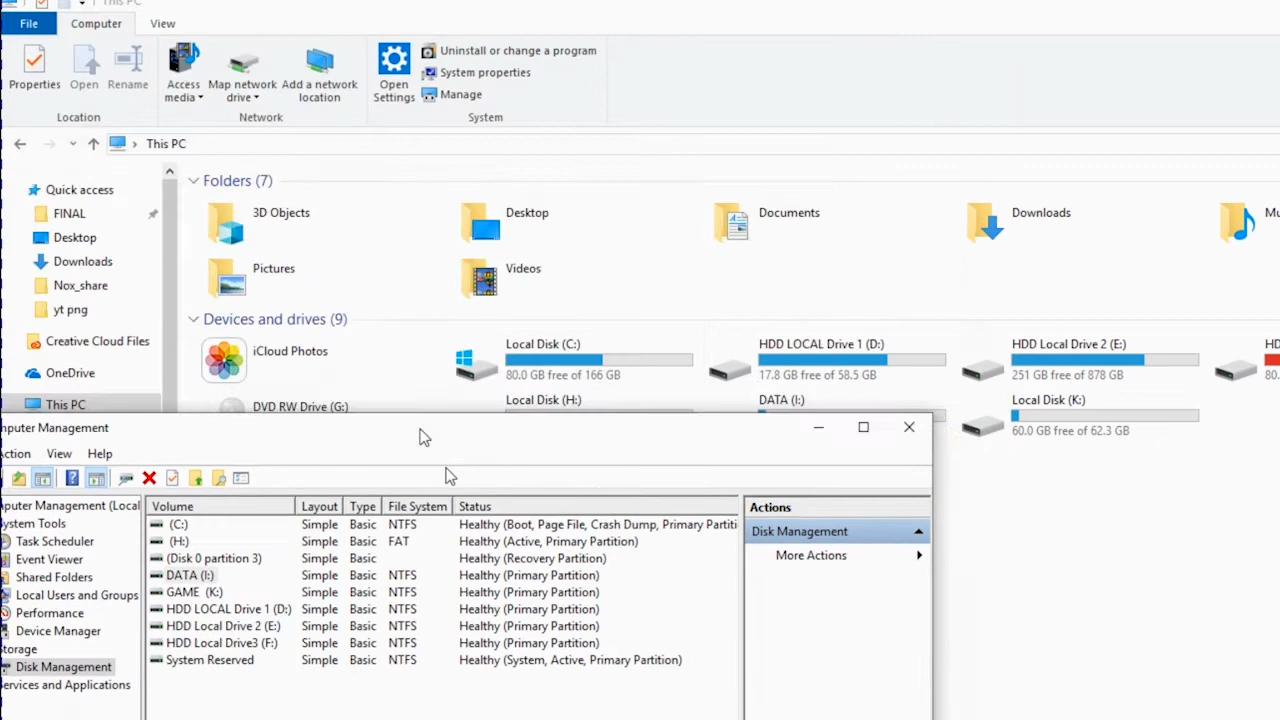 This PC
File Computer View
Properties Open Rename Access media Map network drive Add a network location Open Settings
Uninstall or change a program
System properties
Manage
Location Network System
This PC
Quick access
FINAL
Desktop
Downloads
Nox_share
yt png
Creative Cloud Files
OneDrive
This PC
Folders (7)
3D Objects Desktop Documents Downloads
Pictures Videos
Devices and drives (9)
iCloud Photos
Local Disk (C:)
80.0 GB free of 166 GB
HDD LOCAL Drive 1 (D:)
17.8 GB free of 58.5 GB
HDD Local Drive 2 (E:)
251 GB free of 878 GB
HD
80.
DVD RW Drive (G:) Local Disk (H:) DATA (I:) Local Disk (K:)
60.0 GB free of 62.3 GB
mputer Management
Action View Help
mputer Management (Local
System Tools
Task Scheduler
Event Viewer
Shared Folders
Local Users and Groups
Performance
Device Manager
Storage
Disk Management
Services and Applications
Volume Layout Type File System Status
(C:) Simple Basic NTFS Healthy (Boot, Page File, Crash Dump, Primary Partiti
(H:) Simple Basic FAT Healthy (Active, Primary Partition)
(Disk 0 partition 3) Simple Basic Healthy (Recovery Partition)
DATA (I:) Simple Basic NTFS Healthy (Primary Partition)
GAME (K:) Simple Basic NTFS Healthy (Primary Partition)
HDD LOCAL Drive 1 (D:) Simple Basic NTFS Healthy (Primary Partition)
HDD Local Drive 2 (E:) Simple Basic NTFS Healthy (Primary Partition)
HDD Local Drive3 (F:) Simple Basic NTFS Healthy (Primary Partition)
System Reserved Simple Basic NTFS Healthy (System, Active, Primary Partition)
Actions
Disk Management
More Actions